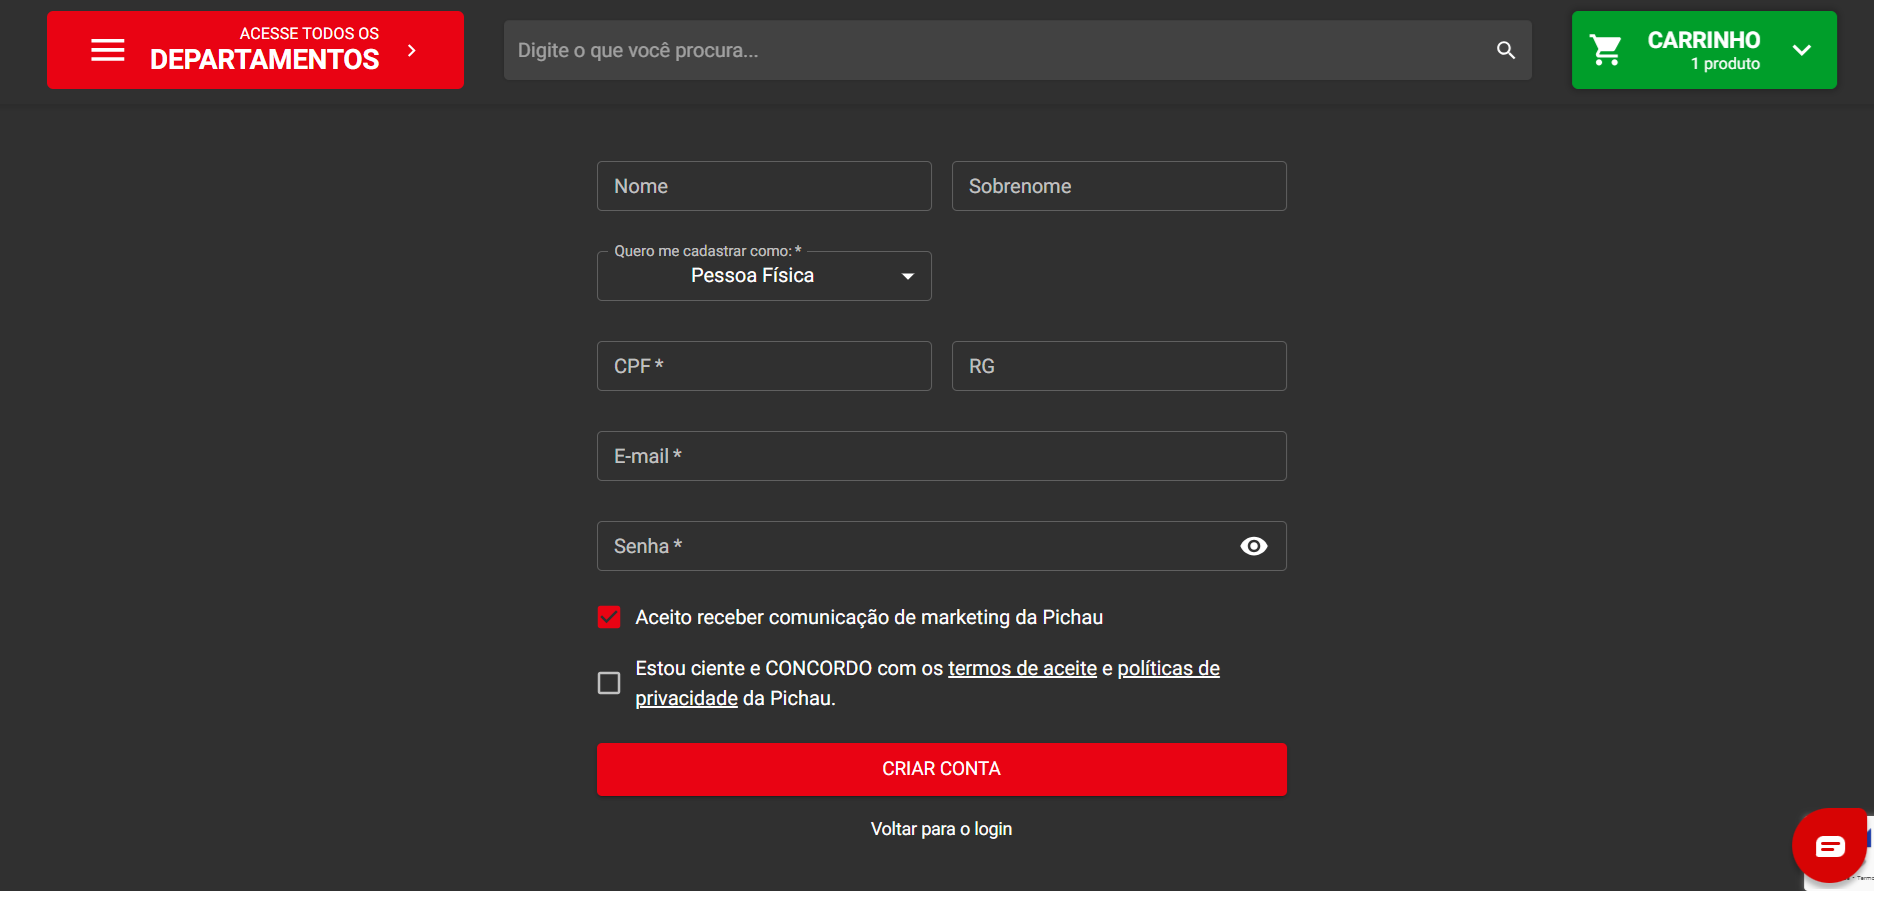 ACESSE TODOS OS
DEPARTAMENTOS
Digite o que você procura...
CARRINHO
1 produto
Nome
Sobrenome
Quero me cadastrar como: *
Pessoa Física
CPF *
RG
E-mail *
Senha *
Aceito receber comunicação de marketing da Pichau
Estou ciente e CONCORDO com os termos de aceite e políticas de
privacidade da Pichau.
CRIAR CONTA
Voltar para o login